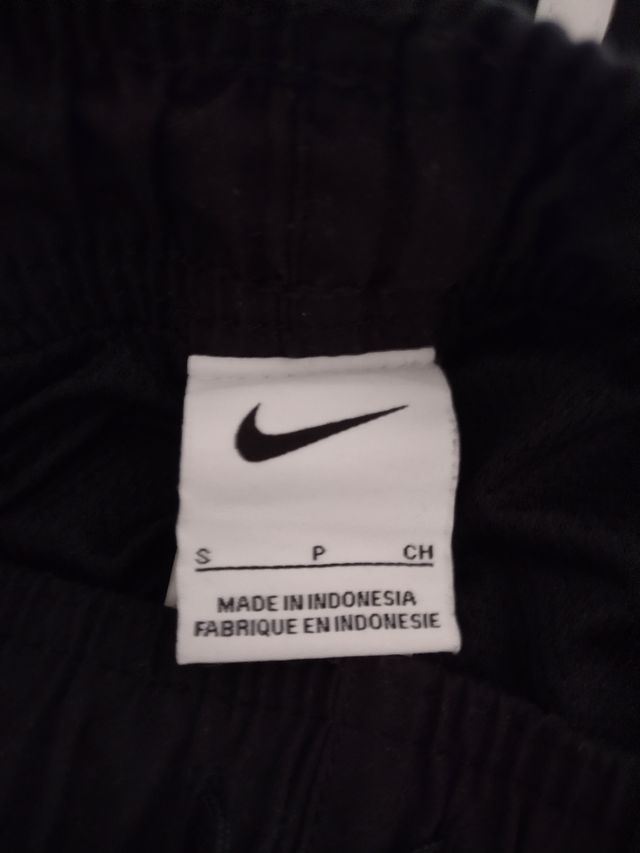 S P CH
MADE IN INDONESIA
FABRIQUE EN INDONESIE